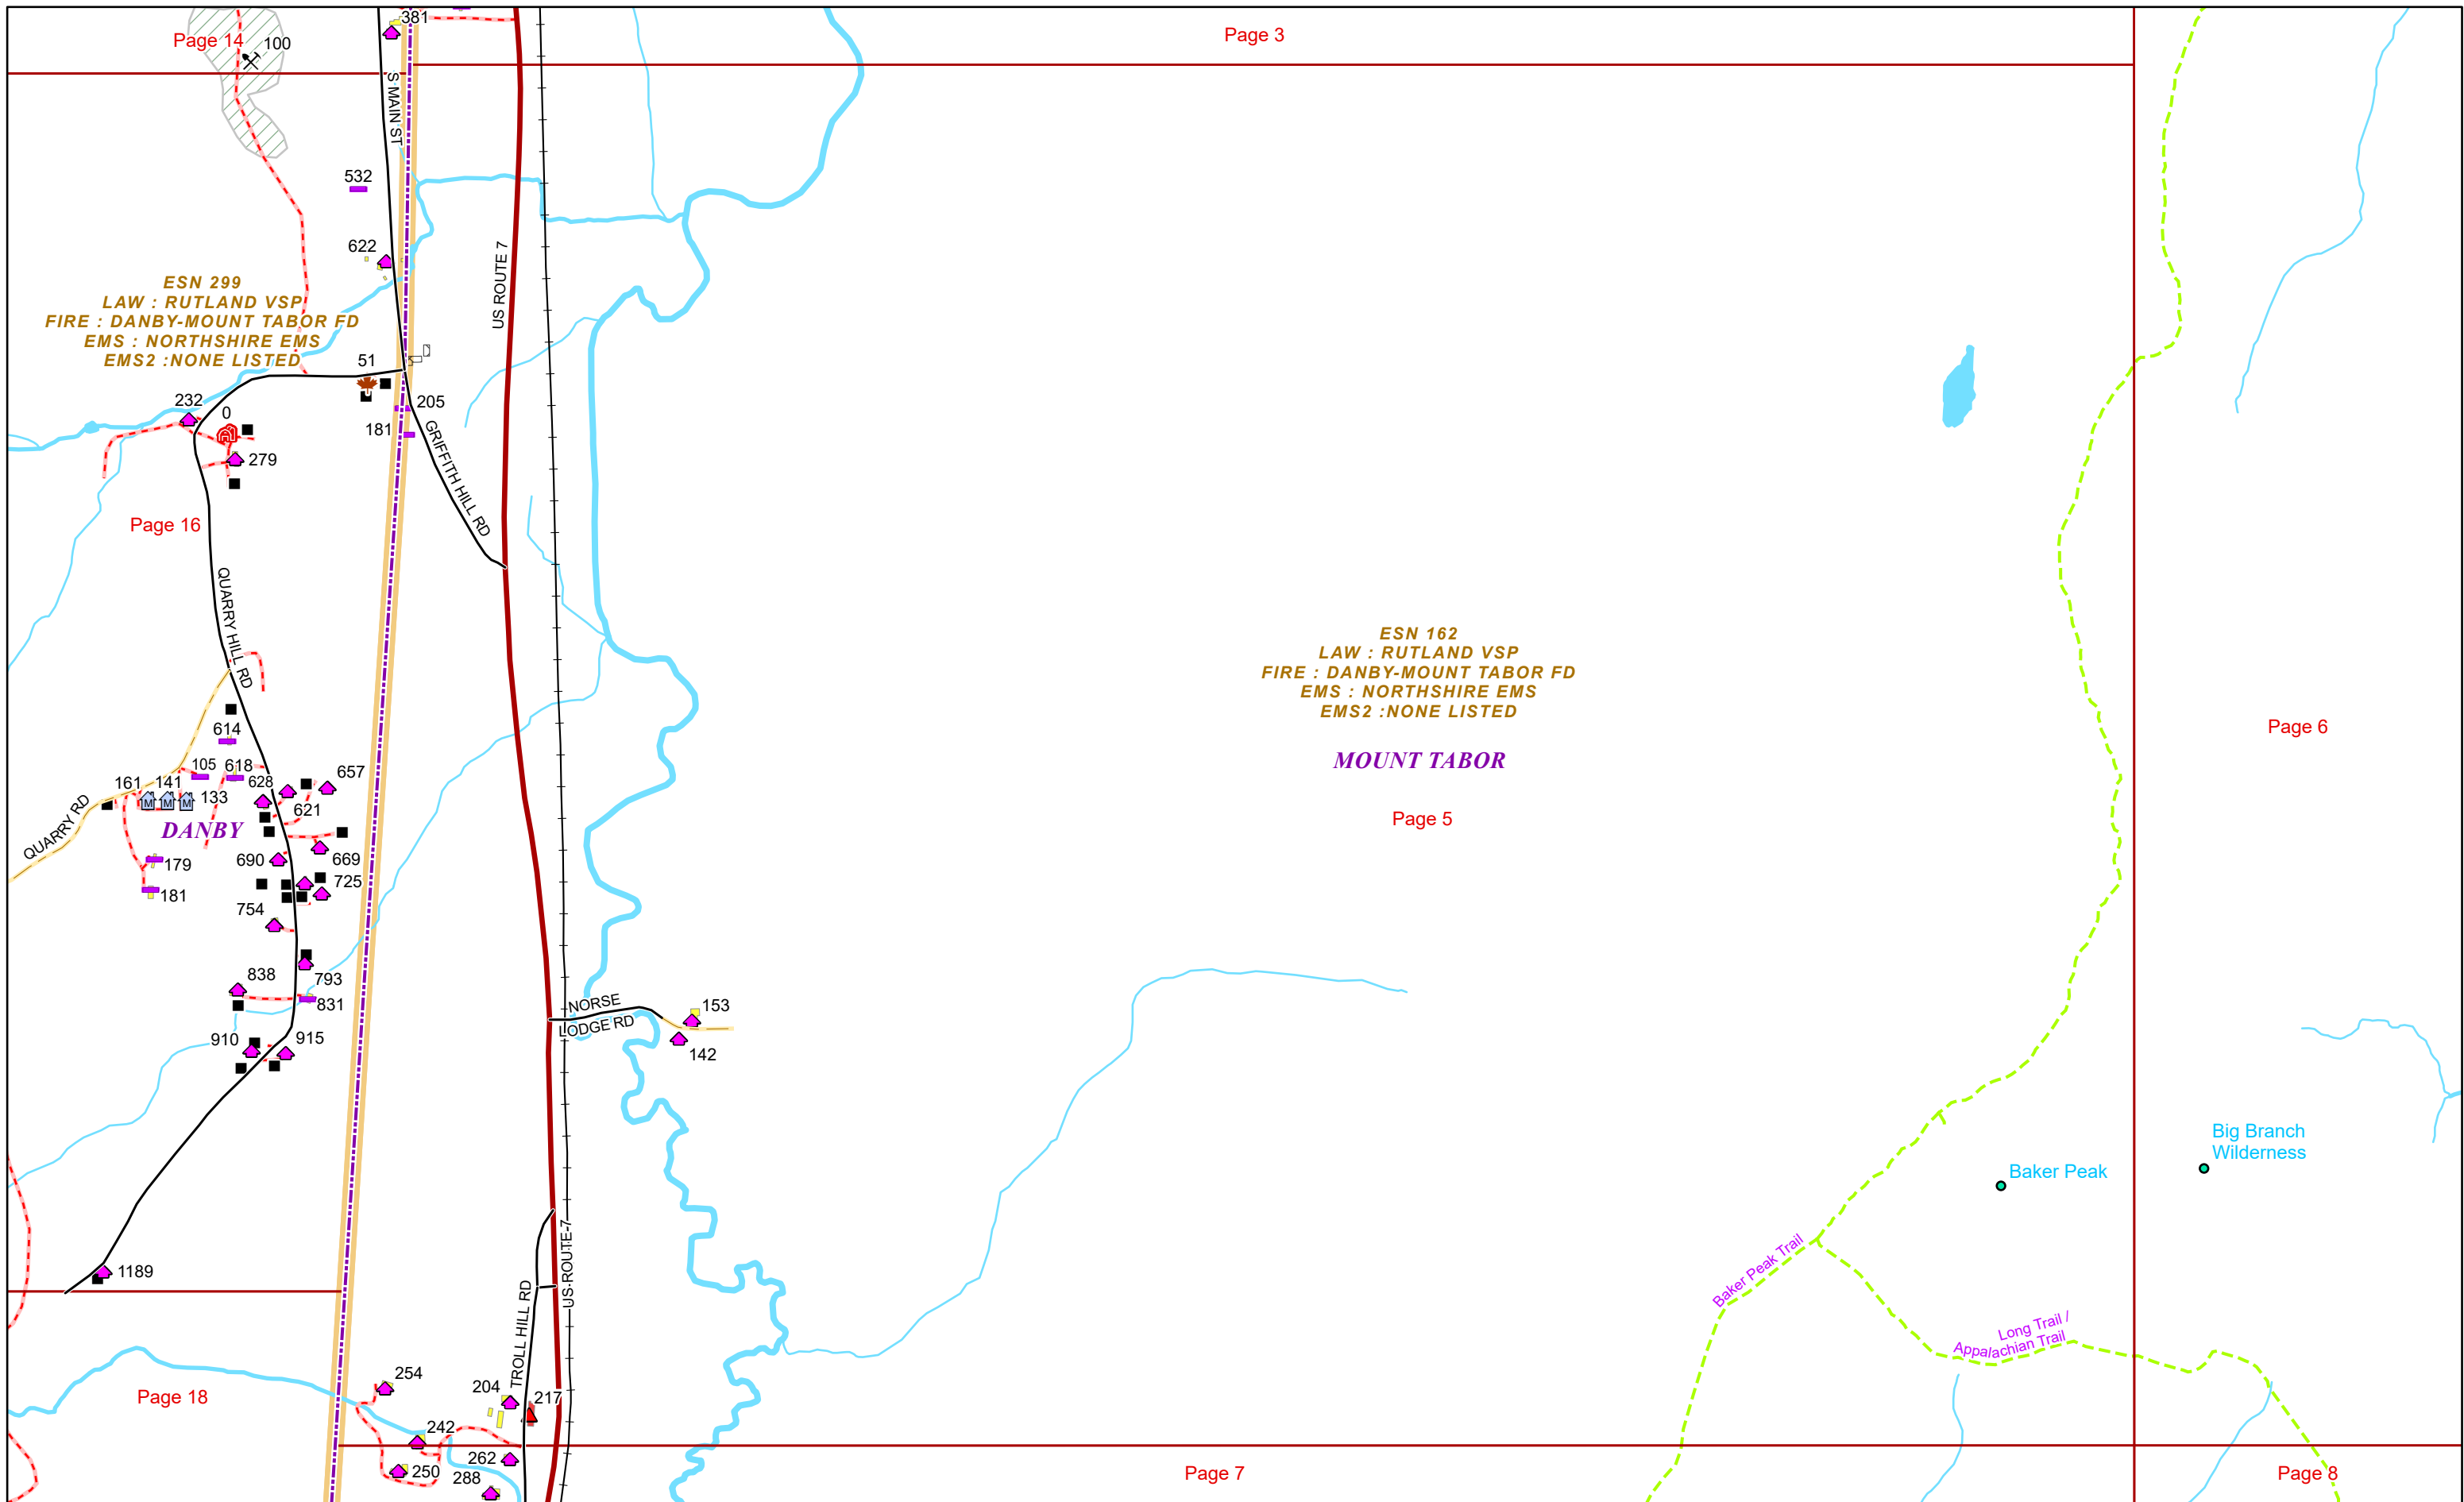 381
Page 14
100
Page 3
S MAIN ST
532
622
US ROUTE 7
ESN 299
LAW : RUTLAND VSP
FIRE : DANBY-MOUNT TABOR FD
EMS : NORTHSHIRE EMS
EMS2 :NONE LISTED
51
232
0
205
181
279
GRIFFITH HILL RD
Page 16
QUARRY HILL RD
ESN 162
LAW : RUTLAND VSP
FIRE : DANBY-MOUNT TABOR FD
EMS : NORTHSHIRE EMS
EMS2 :NONE LISTED
MOUNT TABOR
Page 5
Page 6
614
105
618
657
161
141
628
133
M
M
M
621
QUARRY RD
DANBY
690
669
179
725
181
754
838
793
831
NORSE
LODGE RD
153
142
910
915
Big Branch
Wilderness
Baker Peak
US-ROUTE-7
1189
TROLL HILL RD
Baker Peak Trail
Long Trail /
Appalachian Trail
254
204
217
Page 18
242
262
250
288
Page 7
Page 8